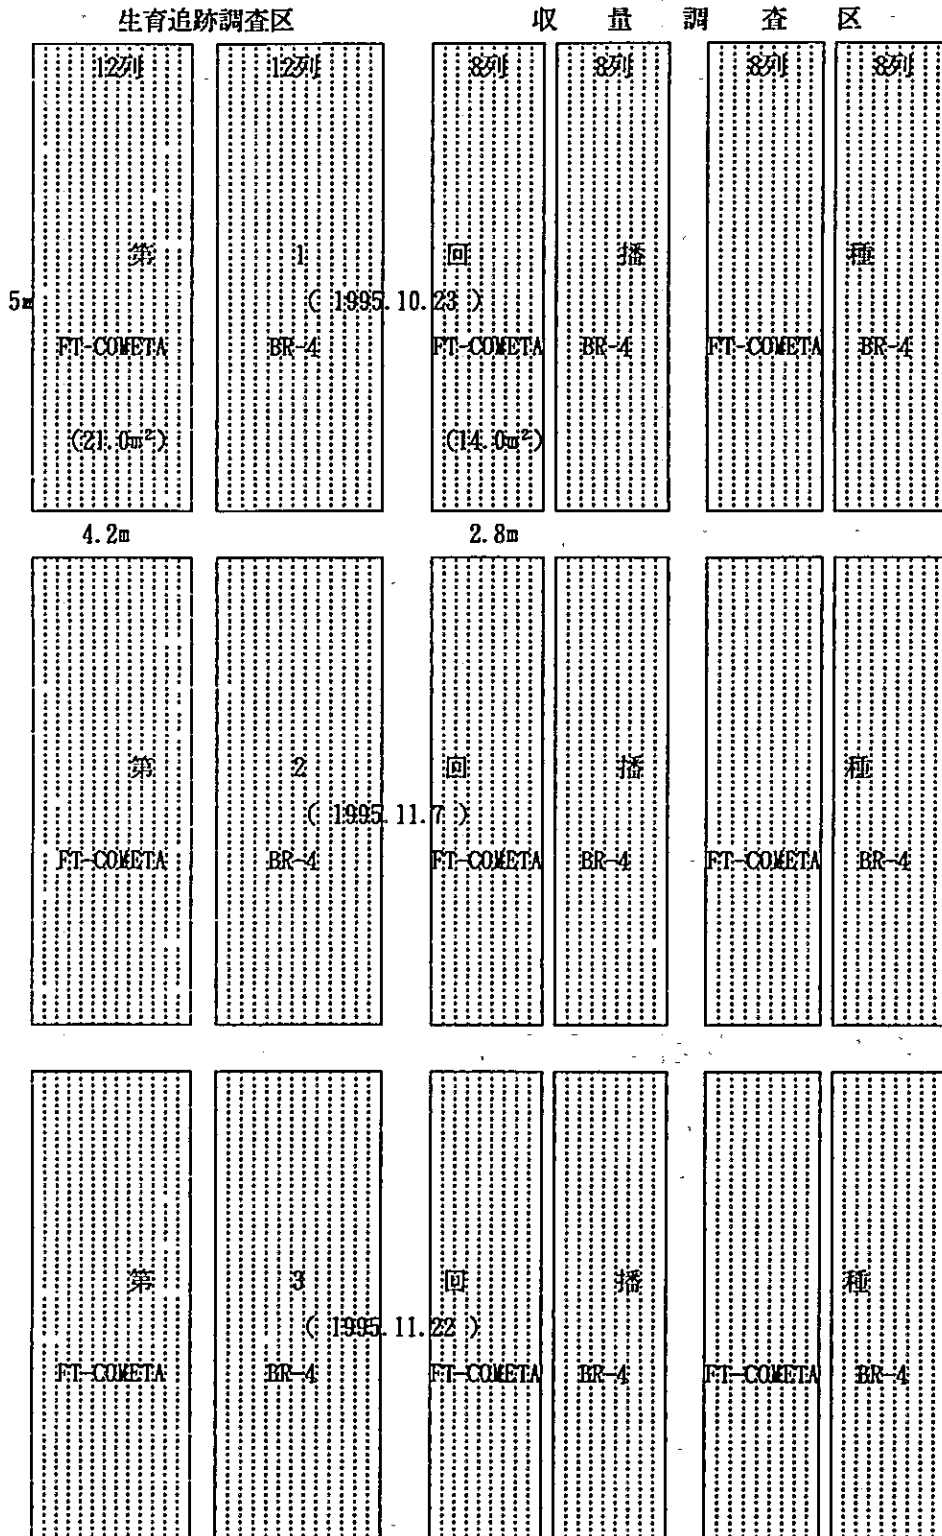 生育追跡調査区 収量調査区
12列 12列 8列 8列 8列 8列
第1回播種
5m ( 1995.10.23 )
FT-COMETA BR-4 FT-COMETA BR-4 FT-COMETA BR-4
(21.0m²) (14.0m²)
4.2m 2.8m
第2回播種
( 1995.11.7 )
FT-COMETA BR-4 FT-COMETA BR-4 FT-COMETA BR-4
第3回播種
( 1995.11.22 )
FT-COMETA BR-4 FT-COMETA BR-4 FT-COMETA BR-4